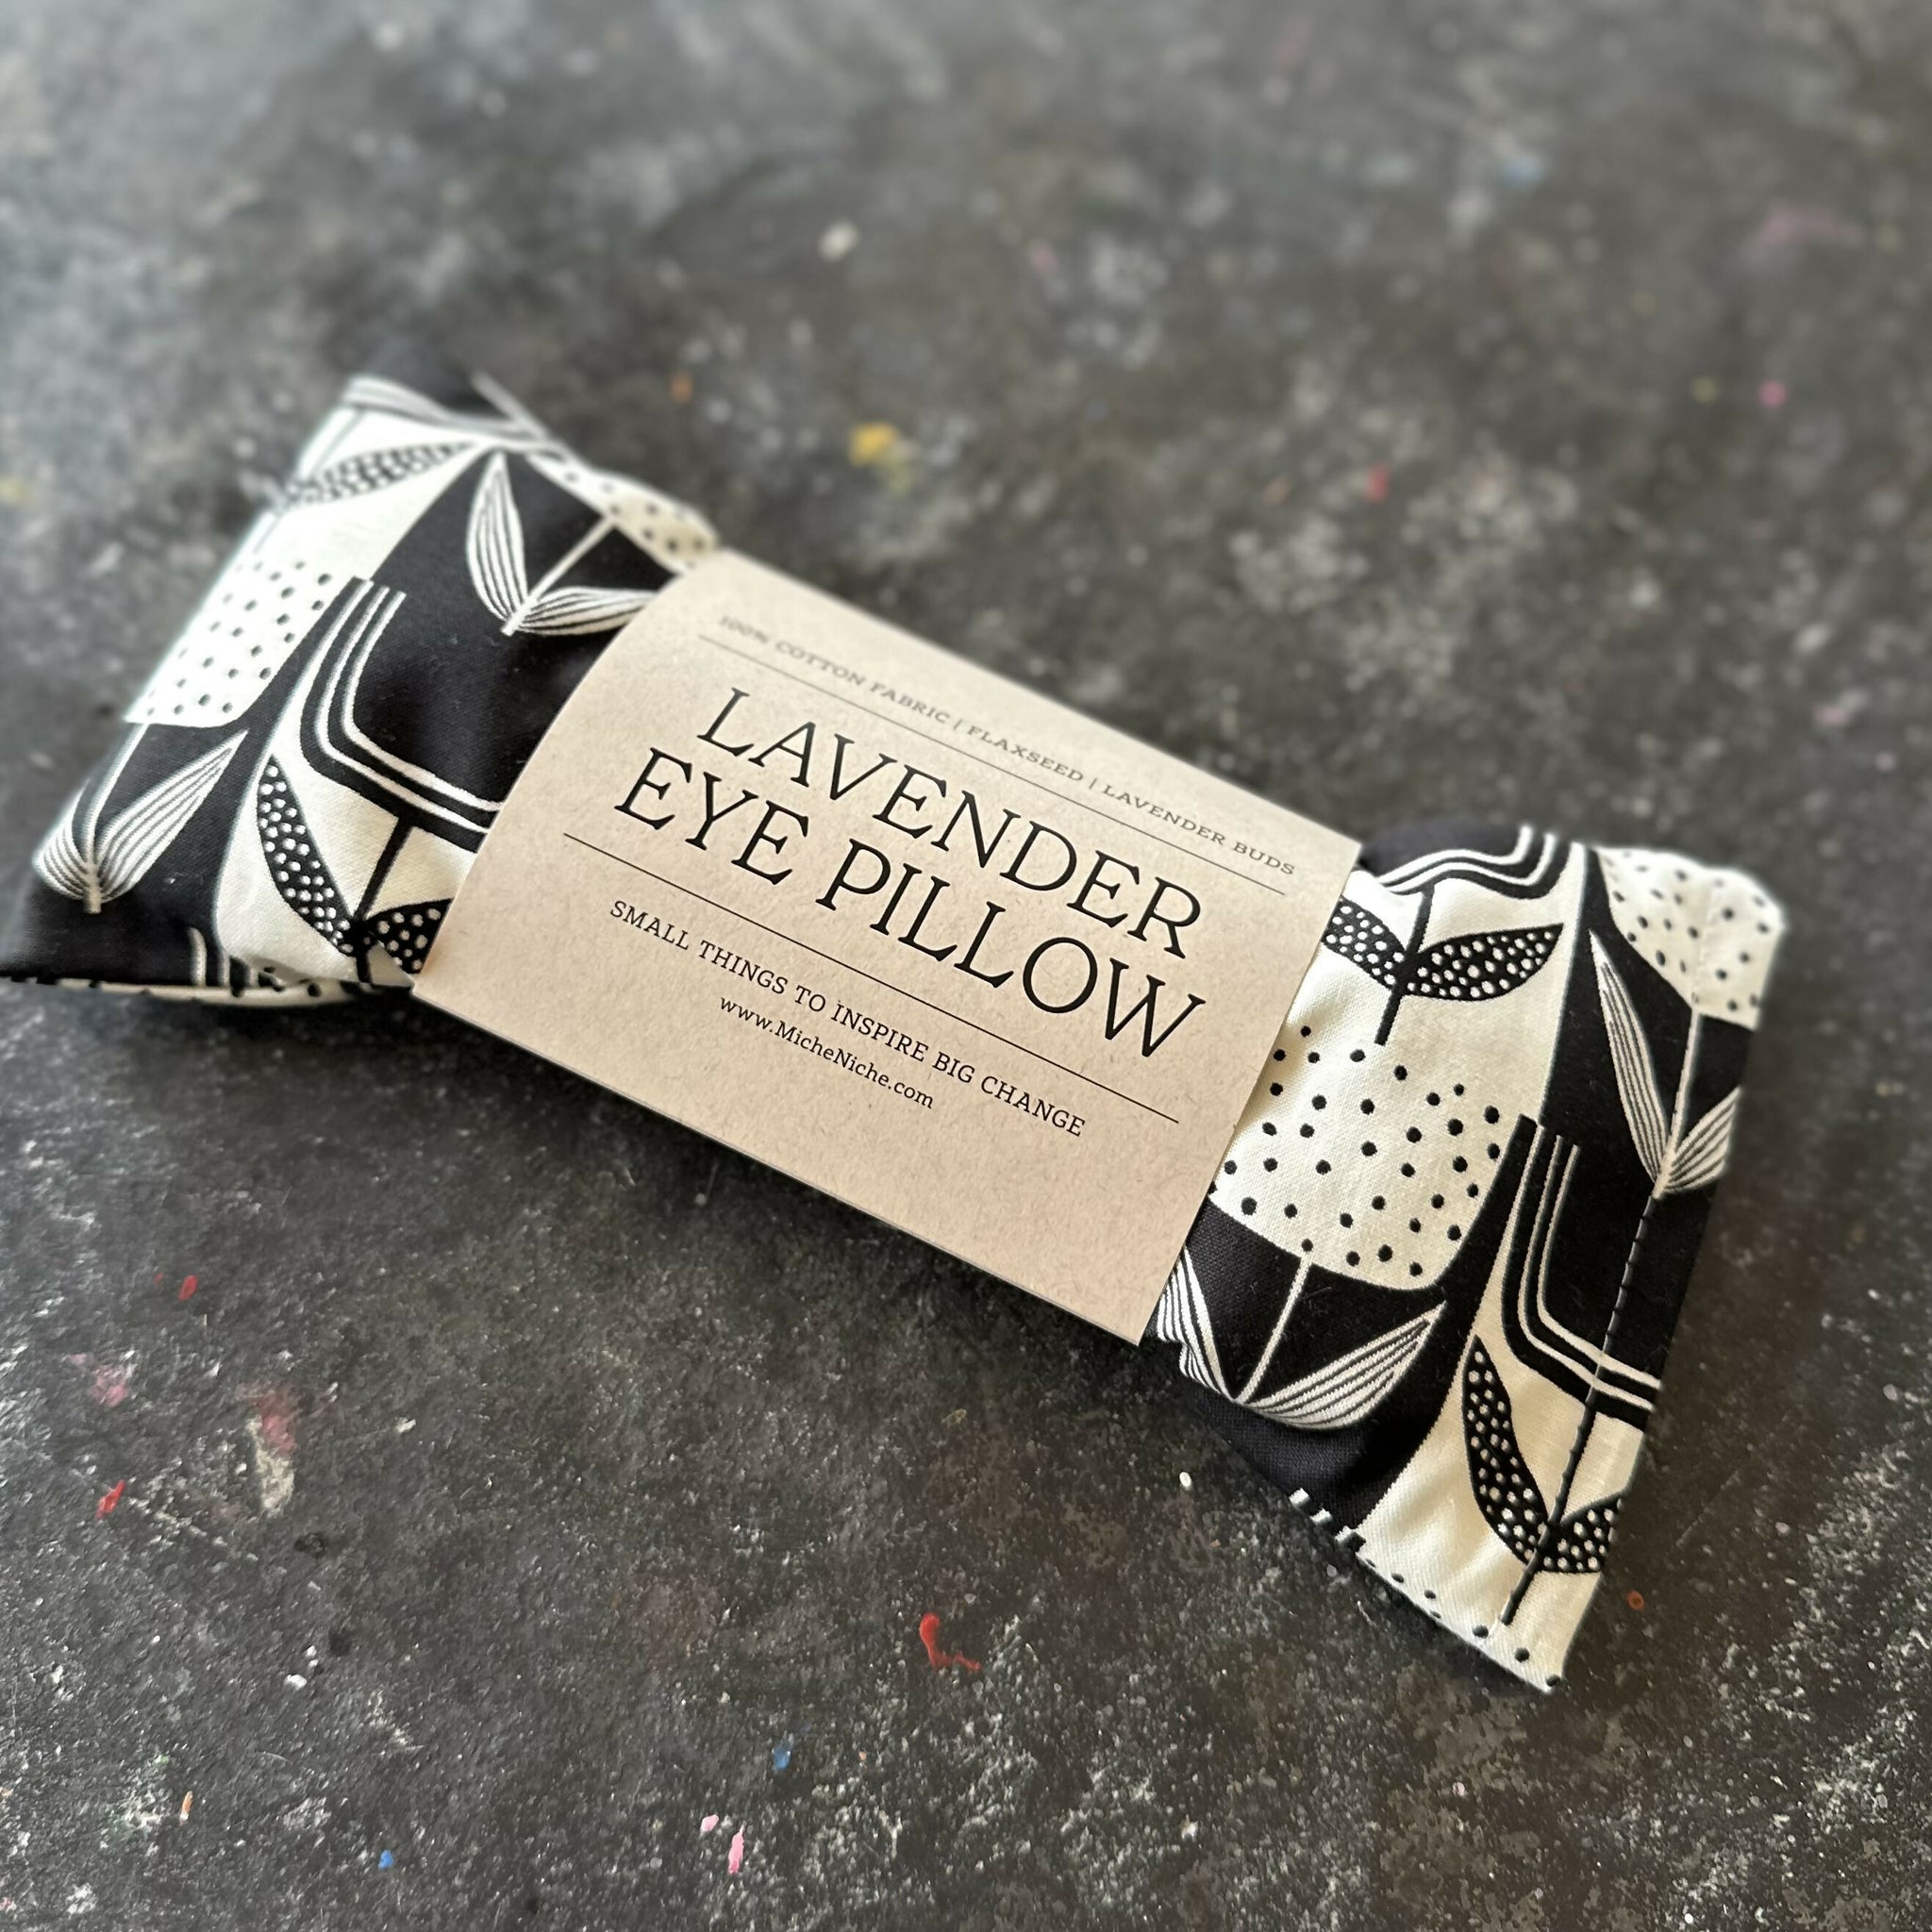 100% COTTON FABRIC | FLAXSEED | LAVENDER BUDS
LAVENDER
EYE PILLOW
SMALL THINGS TO INSPIRE BIG CHANGE
www.MicheNiche.com